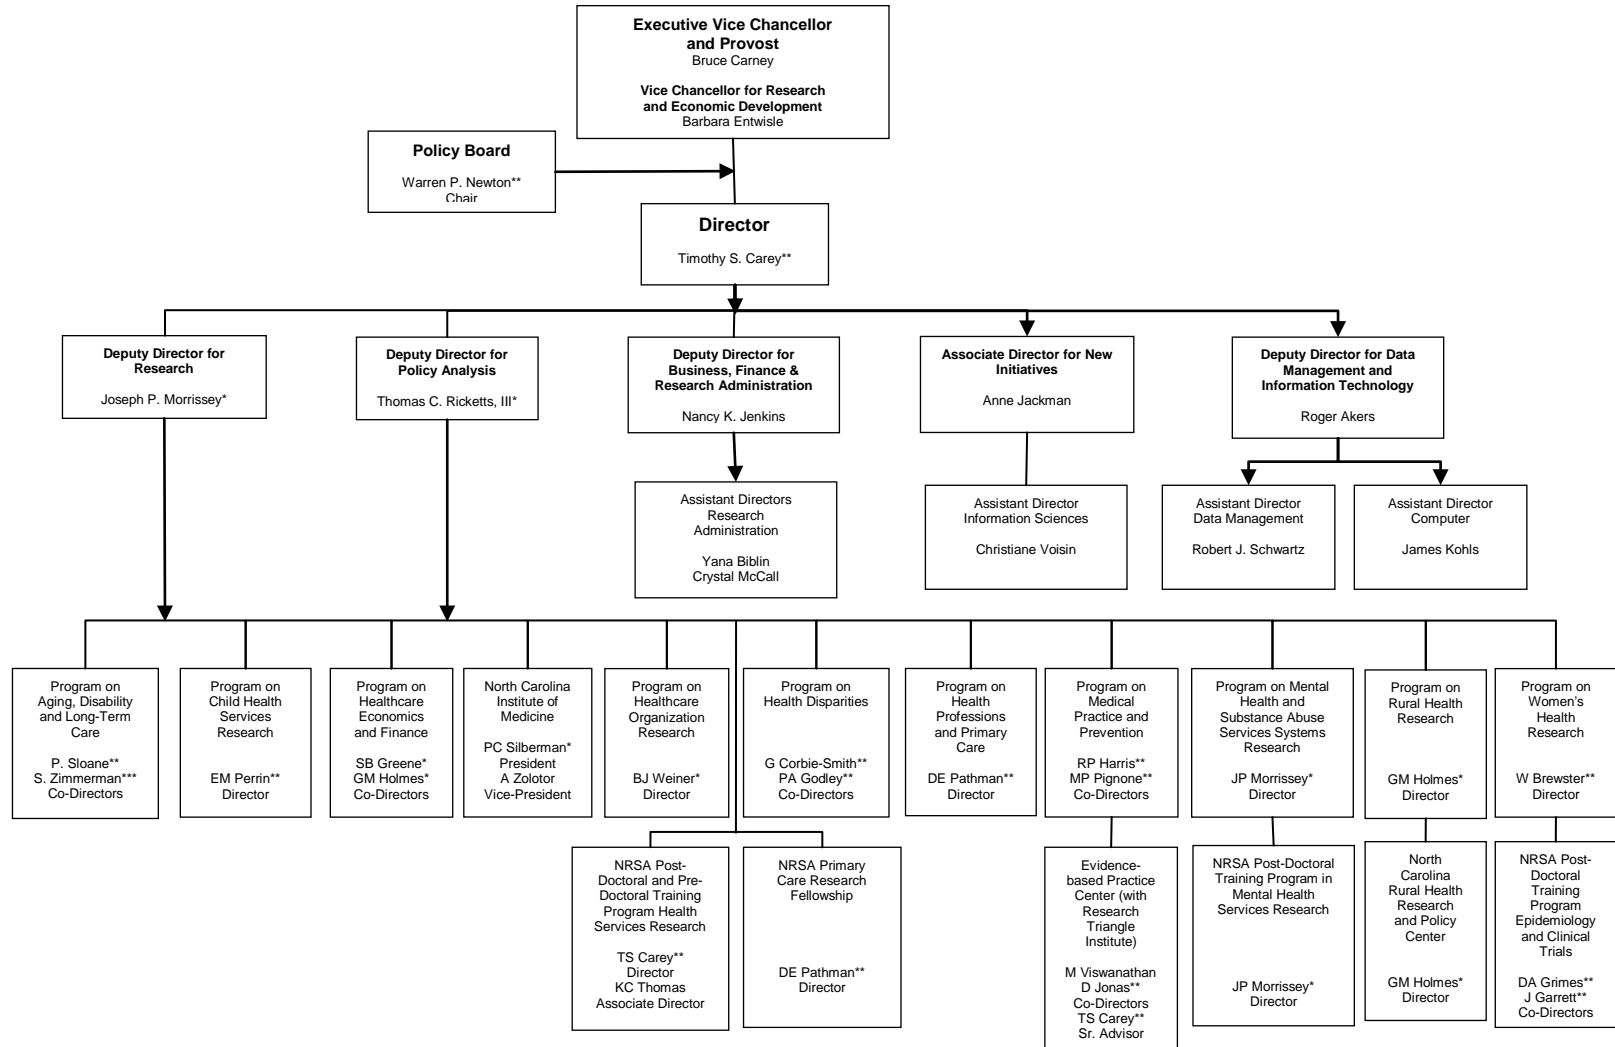 Executive Vice Chancellor
and Provost
Bruce Carney
Vice Chancellor for Research
and Economic Development
Barbara Entwisle
Policy Board
Warren P. Newton**
Chair
Director
Timothy S. Carey**
Deputy Director for
Research
Joseph P. Morrissey*
Deputy Director for
Policy Analysis
Thomas C. Ricketts, III*
Deputy Director for
Business, Finance &
Research Administration
Nancy K. Jenkins
Associate Director for New
Initiatives
Anne Jackman
Deputy Director for Data
Management and
Information Technology
Roger Akers
Assistant Directors
Research
Administration
Yana Biblin
Crystal McCall
Assistant Director
Information Sciences
Christiane Voisin
Assistant Director
Data Management
Robert J. Schwartz
Assistant Director
Computer
James Kohls
Program on
Aging, Disability
and Long-Term
Care
P. Sloane**
S. Zimmerman***
Co-Directors
Program on
Child Health
Services
Research
EM Perrin**
Director
Program on
Healthcare
Economics
and Finance
SB Greene*
GM Holmes*
Co-Directors
North Carolina
Institute of
Medicine
PC Silberman*
President
A Zolotor
Vice-President
Program on
Healthcare
Organization
Research
BJ Weiner*
Director
Program on
Health Disparities
G Corbie-Smith**
PA Godley**
Co-Directors
Program on
Health
Professions
and Primary
Care
DE Pathman**
Director
Program on
Medical
Practice and
Prevention
RP Harris**
MP Pignone**
Co-Directors
Program on Mental
Health and
Substance Abuse
Services Systems
Research
JP Morrissey*
Director
Program on
Rural Health
Research
GM Holmes*
Director
Program on
Women's
Health
Research
W Brewster**
Director
NRSA Post-
Doctoral and Pre-
Doctoral Training
Program Health
Services Research
TS Carey**
Director
KC Thomas
Associate Director
NRSA Primary
Care Research
Fellowship
DE Pathman**
Director
Evidence-
based Practice
Center (with
Research
Triangle
Institute)
M Viswanathan
D Jonas**
Co-Directors
TS Carey**
Sr. Advisor
NRSA Post-Doctoral
Training Program in
Mental Health
Services Research
JP Morrissey*
Director
North
Carolina
Rural Health
Research
and Policy
Center
GM Holmes*
Director
NRSA Post-
Doctoral
Training
Program
Epidemiology
and Clinical
Trials
DA Grimes**
J Garrett**
Co-Directors